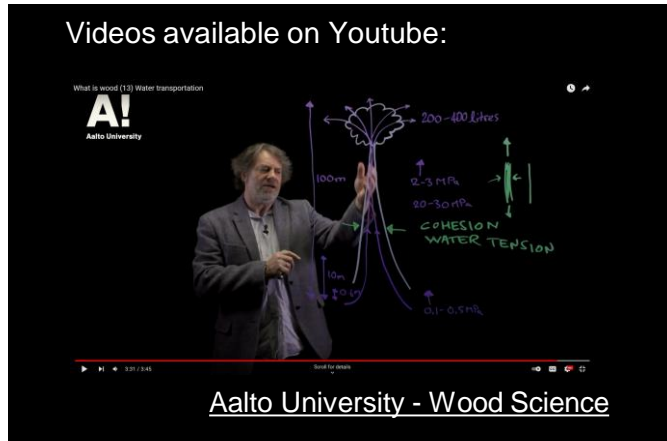 Videos available on Youtube:
What is wood (13) Water transportation
A!
Aalto University
200-400 litres
100m
2-3 MPa
20-30 MPa
COHESION
WATER TENSION
10m
0.1-0.5 MPa
3:31 / 3:45
Scroll for details
Aalto University - Wood Science